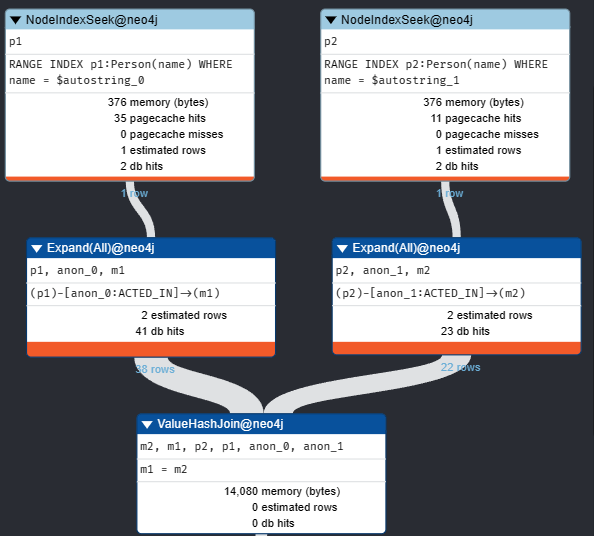 NodeIndexSeek@neo4j
p1
RANGE INDEX p1:Person(name) WHERE
name = $autostring_0
376 memory (bytes)
35 pagecache hits
0 pagecache misses
1 estimated rows
2 db hits
1 row
NodeIndexSeek@neo4j
p2
RANGE INDEX p2:Person(name) WHERE
name = $autostring_1
376 memory (bytes)
11 pagecache hits
0 pagecache misses
1 estimated rows
2 db hits
1 row
Expand(All)@neo4j
p1, anon_0, m1
(p1)-[anon_0:ACTED_IN]->(m1)
2 estimated rows
41 db hits
38 rows
Expand(All)@neo4j
p2, anon_1, m2
(p2)-[anon_1:ACTED_IN]->(m2)
2 estimated rows
23 db hits
22 rows
ValueHashJoin@neo4j
m2, m1, p2, p1, anon_0, anon_1
m1 = m2
14,080 memory (bytes)
0 estimated rows
0 db hits